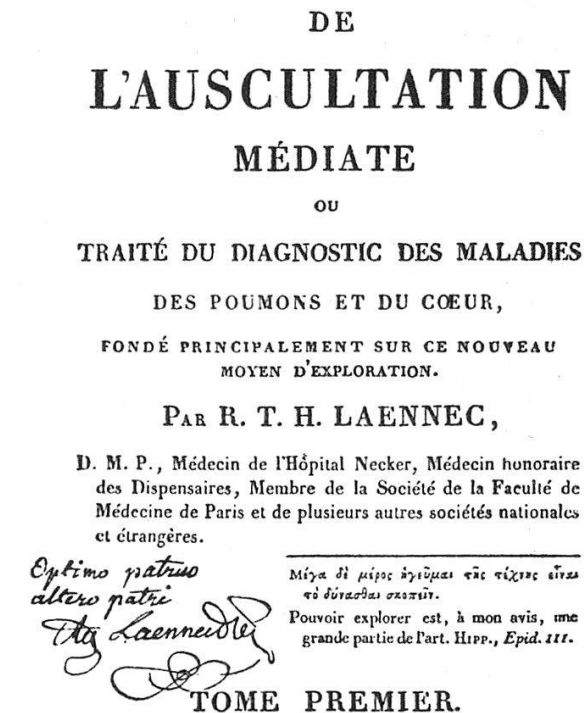 DE
L'AUSCULTATION
MÉDIATE
OU
TRAITÉ DU DIAGNOSTIC DES MALADIES
DES POUMONS ET DU CŒUR,
FONDÉ PRINCIPALEMENT SUR CE NOUVEAU
MOYEN D'EXPLORATION.
PAR R. T. H. LAENNEC,
D. M. P., Médecin de l'Hôpital Necker, Médecin honoraire
des Dispensaires, Membre de la Société de la Faculté de
Médecine de Paris et de plusieurs autres sociétés nationales
et étrangères.
Optimo patruo
altero patri
Laennec
Μέγα δὲ μέρος ἡγεῦμαι τῆς τέχνης εἶναι
τὸ δύνασθαι σκοπεῖν.
Pouvoir explorer est, à mon avis, une
grande partie de l'art. HIPP., Epid. III.
TOME PREMIER.